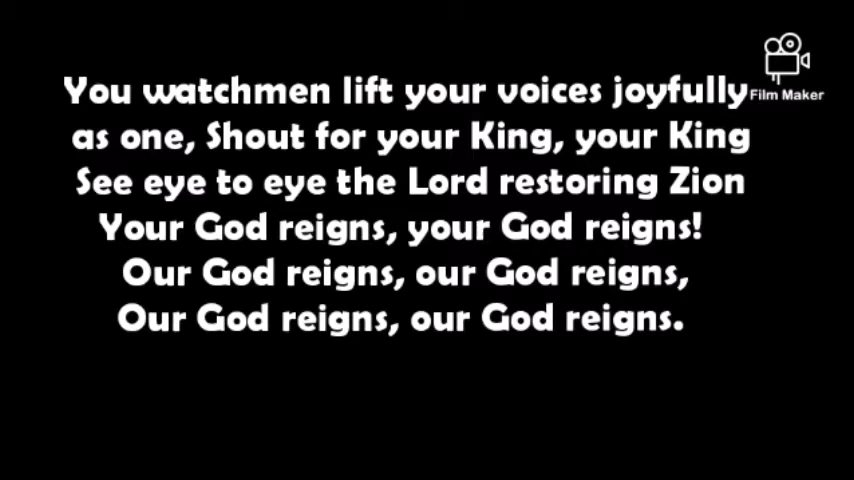 You watchmen lift your voices joyfully
as one, Shout for your King, your King
See eye to eye the Lord restoring Zion
Your God reigns, your God reigns!
Our God reigns, our God reigns,
Our God reigns, our God reigns.
Film Maker